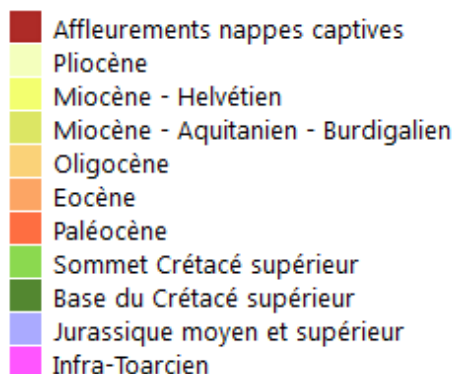 Affleurements nappes captives
Pliocène
Miocène - Helvétien
Miocène - Aquitanien - Burdigalien
Oligocène
Eocène
Paléocène
Sommet Crétacé supérieur
Base du Crétacé supérieur
Jurassique moyen et supérieur
Infra-Toarcien